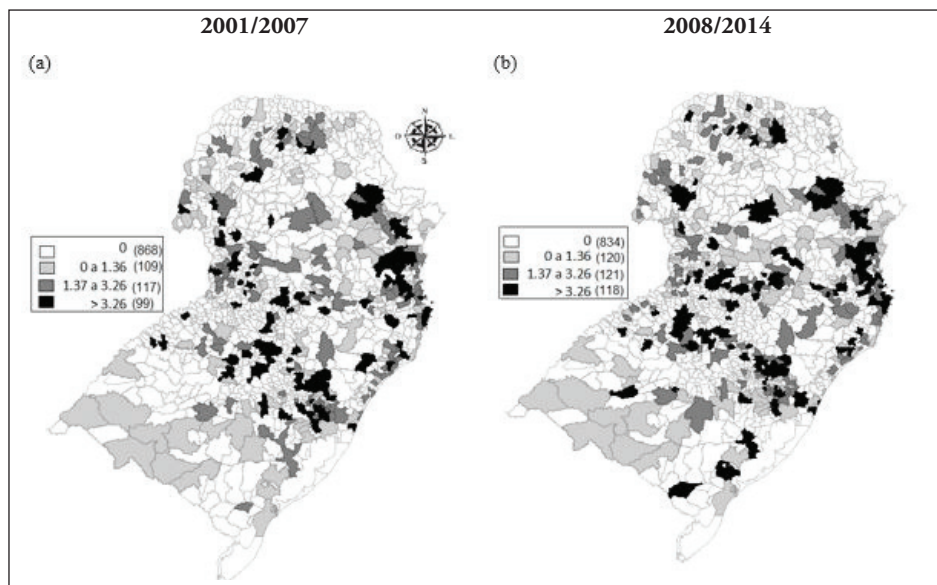 2001/2007
2008/2014
(a)
(b)
N
O
E
S
0 (868)
0 a 1.36 (109)
1.37 a 3.26 (117)
> 3.26 (99)
0 (834)
0 a 1.36 (120)
1.37 a 3.26 (121)
> 3.26 (118)